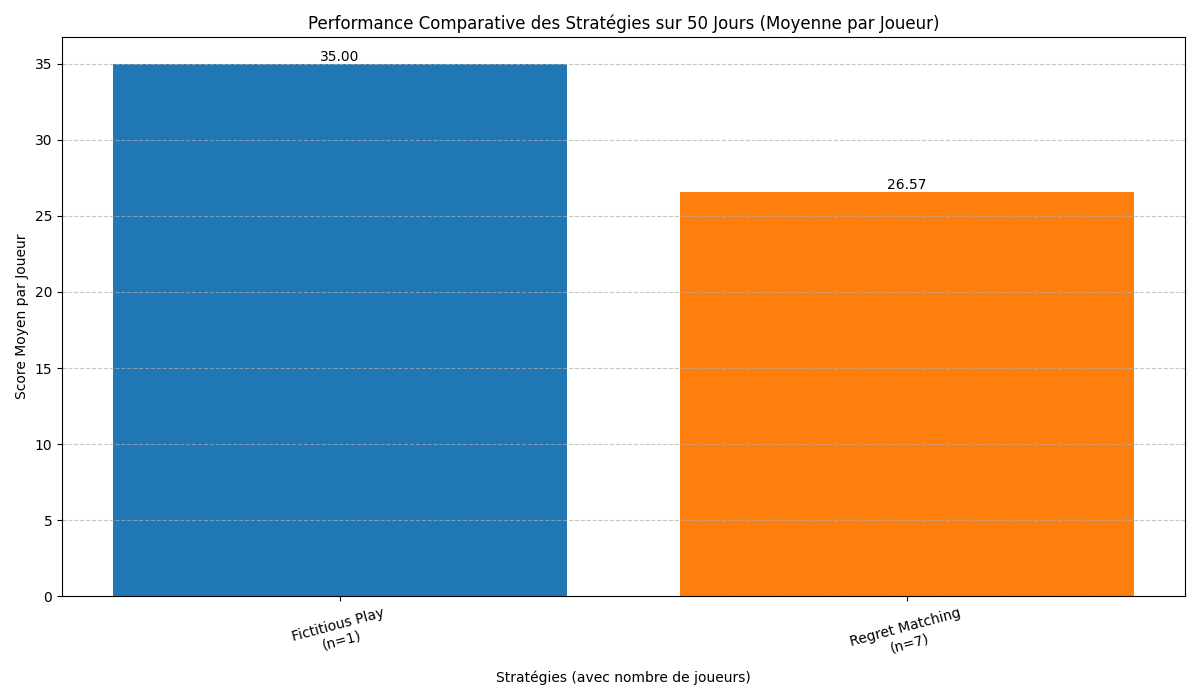 Performance Comparative des Stratégies sur 50 Jours (Moyenne par Joueur)
35.00
26.57
35
30
25
20
15
10
5
0
Score Moyen par Joueur
Fictitious Play
(n=1)
Regret Matching
(n=7)
Stratégies (avec nombre de joueurs)